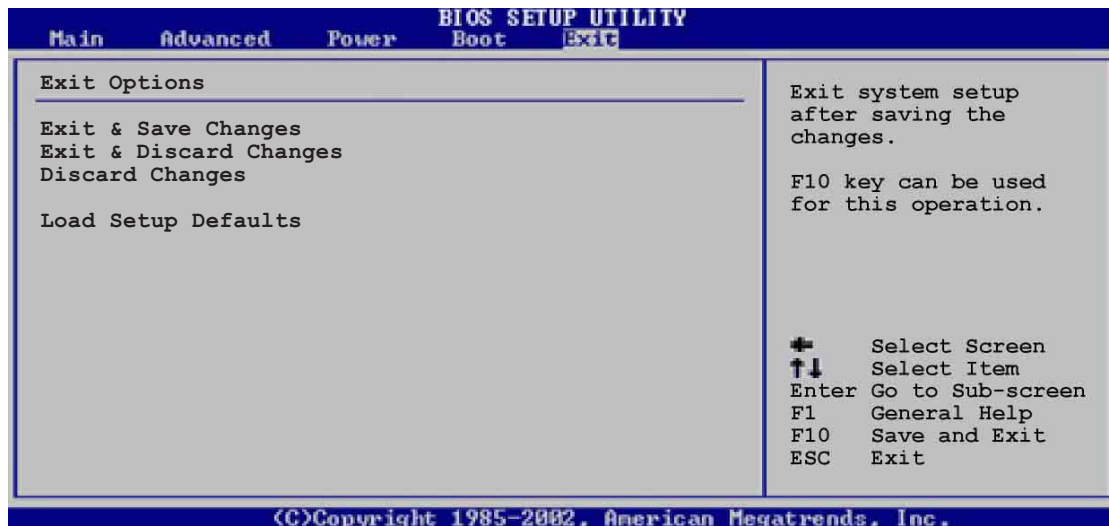 BIOS SETUP UTILITY
Main Advanced Power Boot Exit
Exit Options
Exit & Save Changes
Exit & Discard Changes
Discard Changes
Load Setup Defaults
Exit system setup
after saving the
changes.
F10 key can be used
for this operation.
Select Screen
↑↓ Select Item
Enter Go to Sub-screen
F1 General Help
F10 Save and Exit
ESC Exit
(C)Copyright 1985-2002, American Megatrends, Inc.